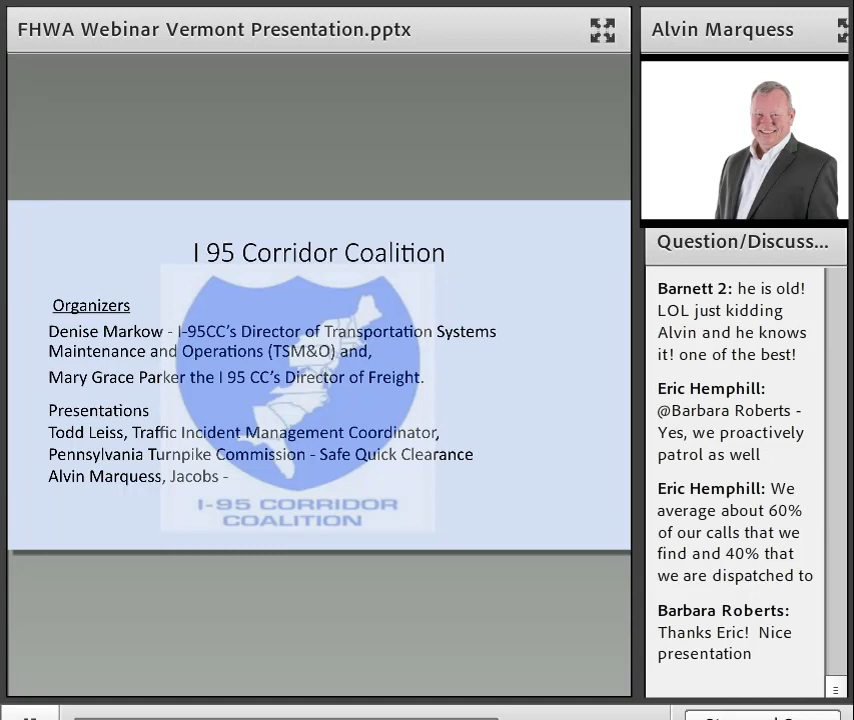 FHWA Webinar Vermont Presentation.pptx
I 95 Corridor Coalition
Organizers
Denise Markow - I-95CC's Director of Transportation Systems
Maintenance and Operations (TSM&O) and,
Mary Grace Parker the I 95 CC's Director of Freight.
Presentations
Todd Leiss, Traffic Incident Management Coordinator,
Pennsylvania Turnpike Commission - Safe Quick Clearance
Alvin Marquess, Jacobs -
I-95 CORRIDOR
COALITION
Alvin Marquess
Question/Discuss...
Barnett 2: he is old!
LOL just kidding
Alvin and he knows
it! one of the best!
Eric Hemphill:
@Barbara Roberts -
Yes, we proactively
patrol as well
Eric Hemphill: We
average about 60%
of our calls that we
find and 40% that
we are dispatched to
Barbara Roberts:
Thanks Eric!  Nice
presentation